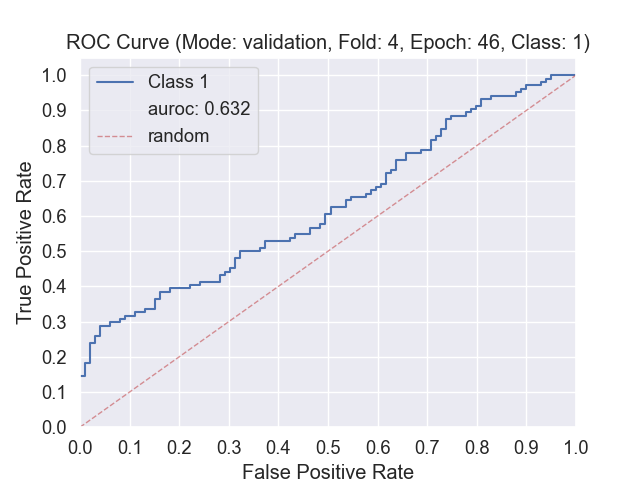 ROC Curve (Mode: validation, Fold: 4, Epoch: 46, Class: 1)
Class 1
auroc: 0.632
random
True Positive Rate
1.0
0.9
0.8
0.7
0.6
0.5
0.4
0.3
0.2
0.1
0.0
0.0 0.1 0.2 0.3 0.4 0.5 0.6 0.7 0.8 0.9 1.0
False Positive Rate